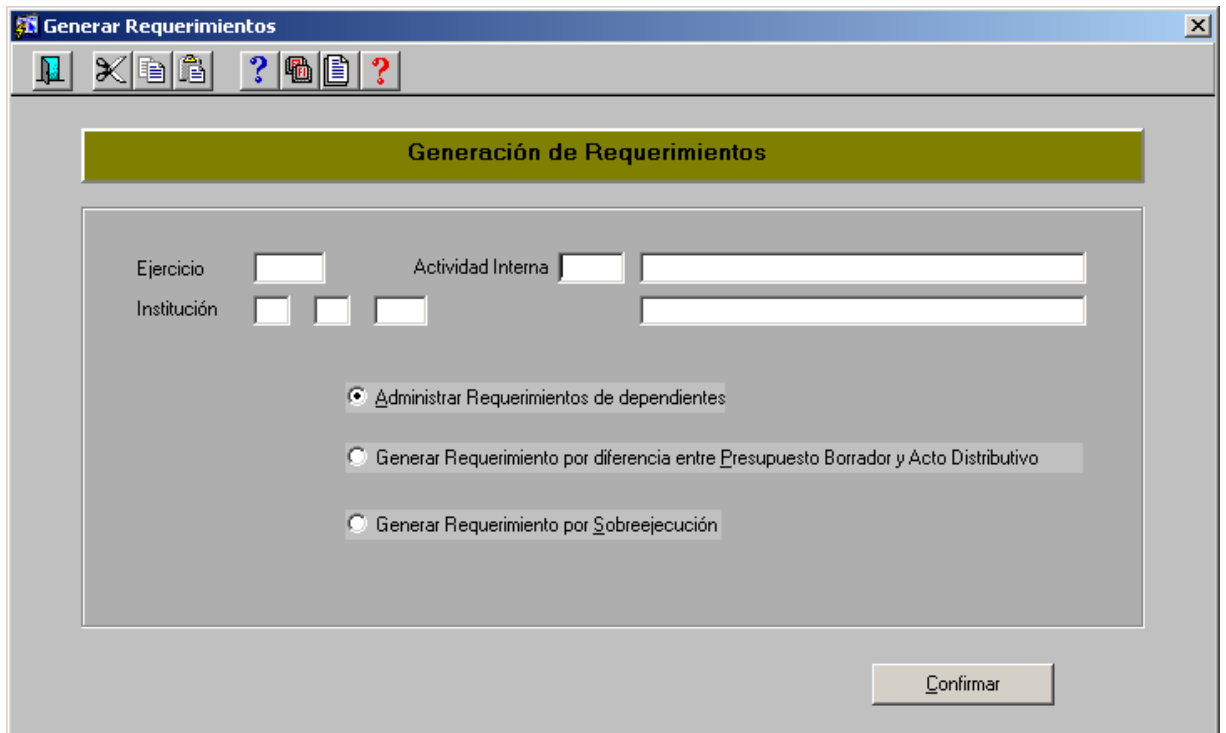 Generar Requerimientos
Generación de Requerimientos
Ejercicio Actividad Interna
Institución
Administrar Requerimientos de dependientes
Generar Requerimiento por diferencia entre Presupuesto Borrador y Acto Distributivo
Generar Requerimiento por Sobreejecución
Confirmar